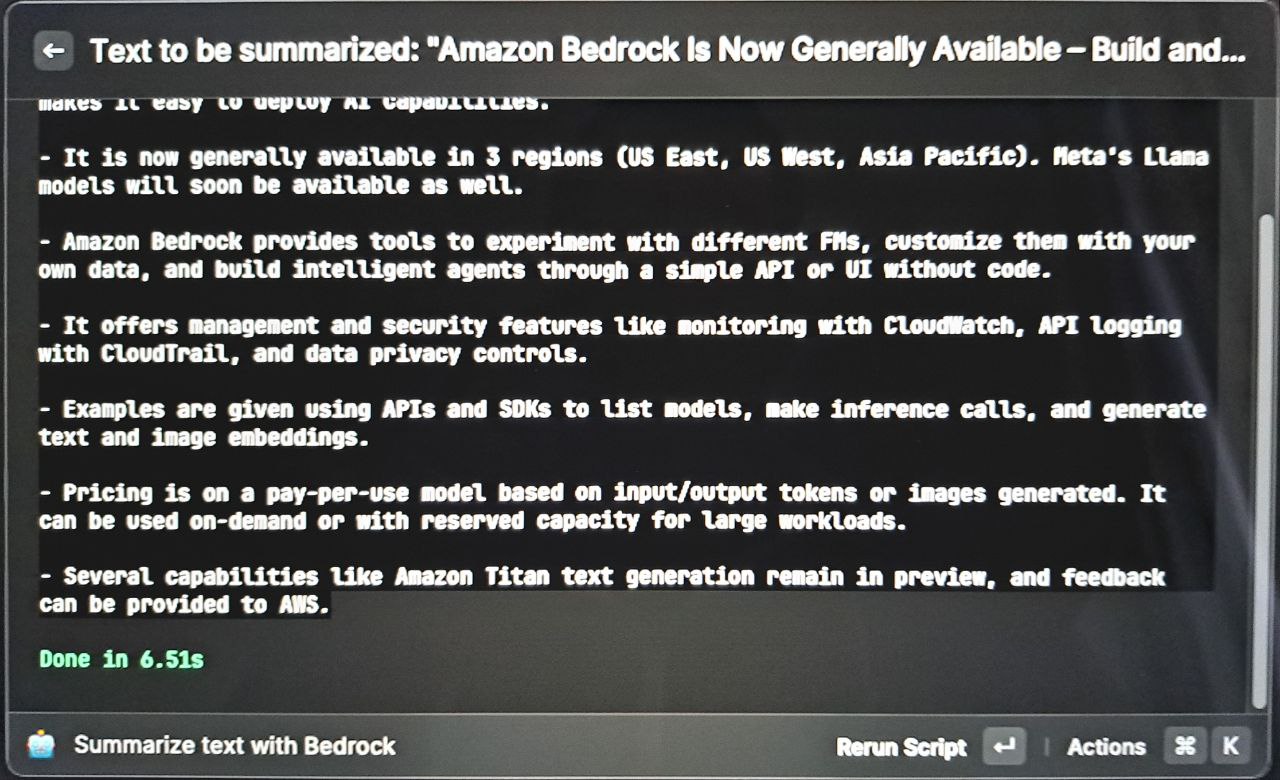 ← Text to be summarized: "Amazon Bedrock Is Now Generally Available – Build and...
makes it easy to deploy AI capabilities.
- It is now generally available in 3 regions (US East, US West, Asia Pacific). Meta's Llama
models will soon be available as well.
- Amazon Bedrock provides tools to experiment with different FMs, customize them with your
own data, and build intelligent agents through a simple API or UI without code.
- It offers management and security features like monitoring with CloudWatch, API logging
with CloudTrail, and data privacy controls.
- Examples are given using APIs and SDKs to list models, make inference calls, and generate
text and image embeddings.
- Pricing is on a pay-per-use model based on input/output tokens or images generated. It
can be used on-demand or with reserved capacity for large workloads.
- Several capabilities like Amazon Titan text generation remain in preview, and feedback
can be provided to AWS.
Done in 6.51s
Summarize text with Bedrock Rerun Script ↵ | Actions ⌘ K